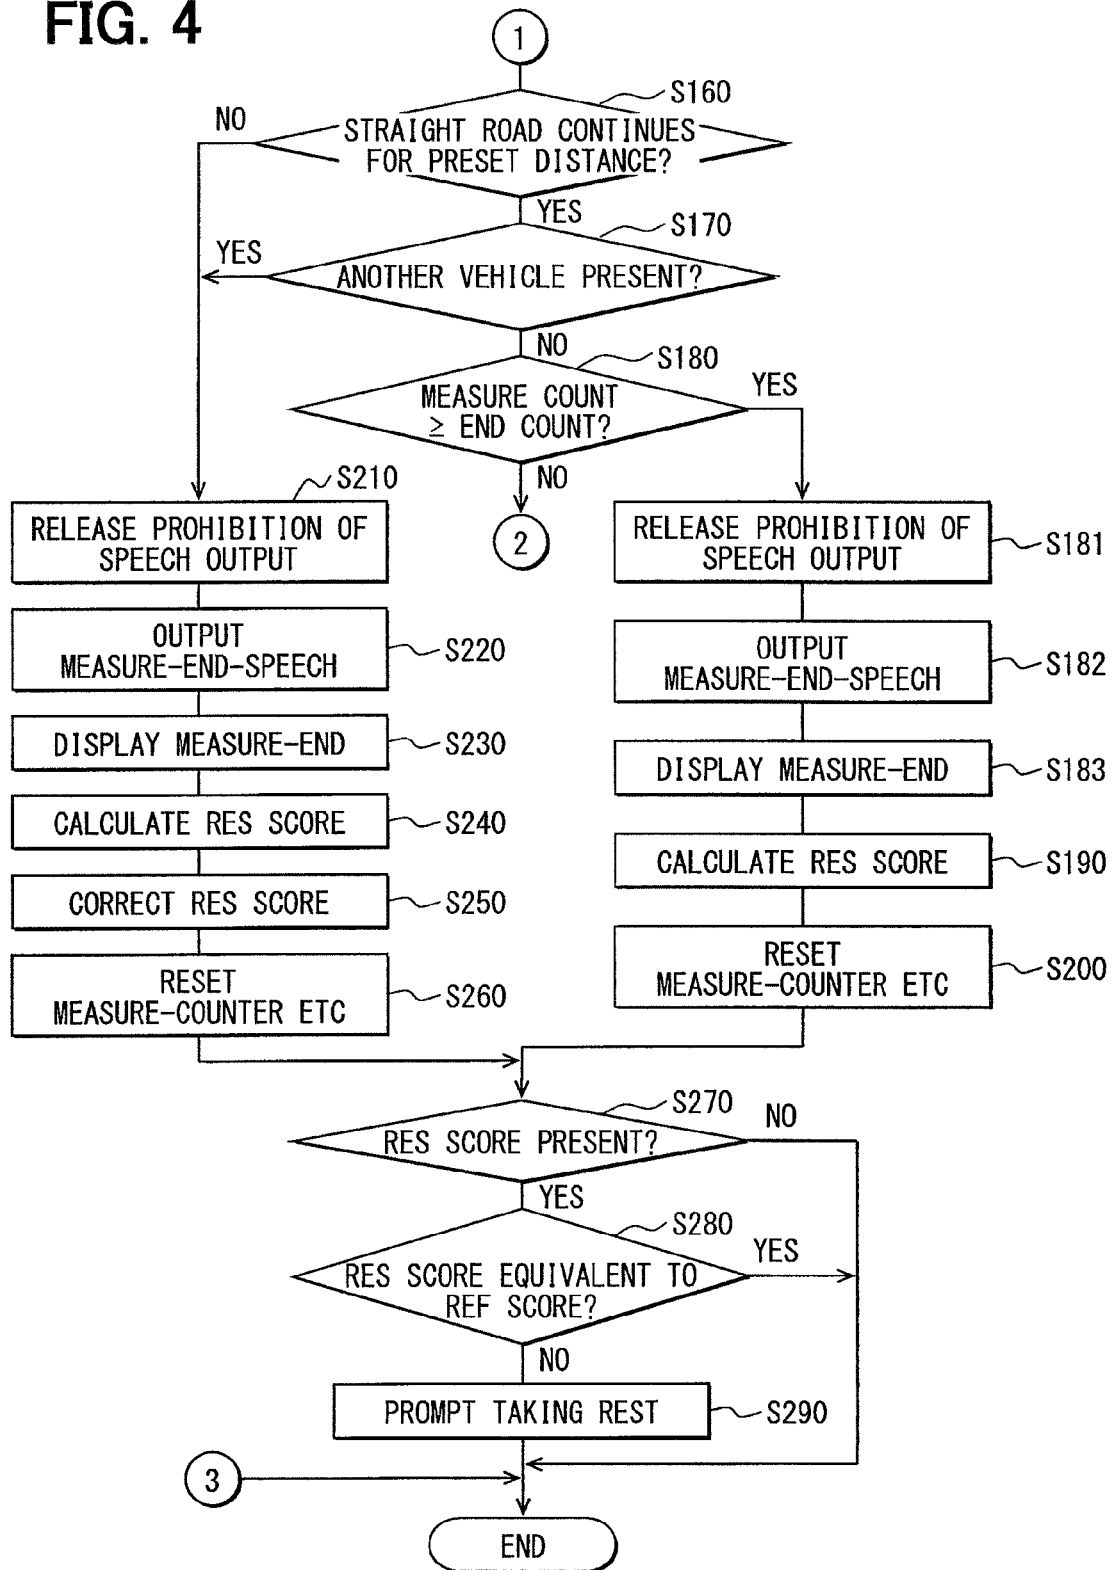 FIG. 4
1
S160
NO
STRAIGHT ROAD CONTINUES
FOR PRESET DISTANCE?
YES
S170
YES
ANOTHER VEHICLE PRESENT?
NO
S180
YES
MEASURE COUNT
≥ END COUNT?
NO
2
S210
RELEASE PROHIBITION OF
SPEECH OUTPUT
RELEASE PROHIBITION OF
SPEECH OUTPUT
S181
OUTPUT
MEASURE-END-SPEECH
S220
OUTPUT
MEASURE-END-SPEECH
S182
DISPLAY MEASURE-END
S230
DISPLAY MEASURE-END
S183
CALCULATE RES SCORE
S240
CALCULATE RES SCORE
S190
CORRECT RES SCORE
S250
RESET
MEASURE-COUNTER ETC
S200
RESET
MEASURE-COUNTER ETC
S260
S270
NO
RES SCORE PRESENT?
YES
S280
YES
RES SCORE EQUIVALENT TO
REF SCORE?
NO
PROMPT TAKING REST
S290
3
END